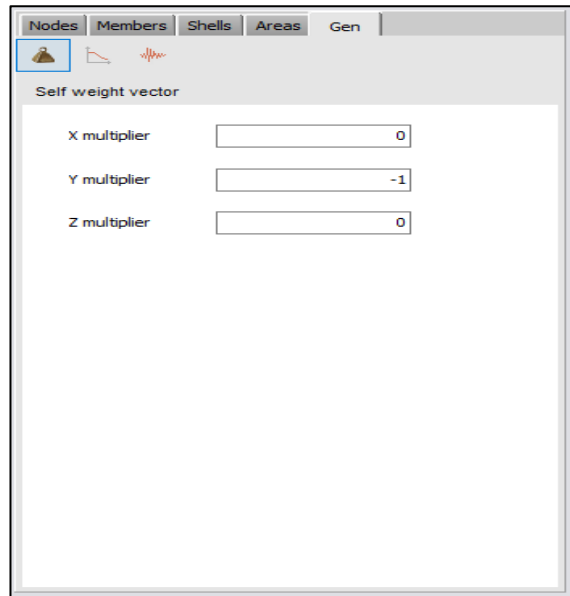 Nodes Members Shells Areas Gen
Self weight vector
X multiplier 0
Y multiplier -1
Z multiplier 0